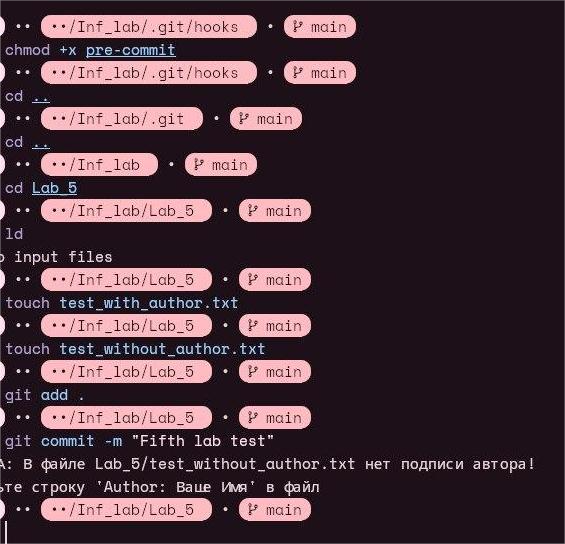 •• ••/Inf_lab/.git/hooks • main
chmod +x pre-commit
•• ••/Inf_lab/.git/hooks • main
cd ..
•• ••/Inf_lab/.git • main
cd ..
•• ••/Inf_lab • main
cd Lab_5
•• ••/Inf_lab/Lab_5 • main
ld
o input files
•• ••/Inf_lab/Lab_5 • main
touch test_with_author.txt
•• ••/Inf_lab/Lab_5 • main
touch test_without_author.txt
•• ••/Inf_lab/Lab_5 • main
git add .
•• ••/Inf_lab/Lab_5 • main
git commit -m "Fifth lab test"
А: В файле Lab_5/test_without_author.txt нет подписи автора!
ьте строку 'Author: Ваше Имя' в файл
•• ••/Inf_lab/Lab_5 • main